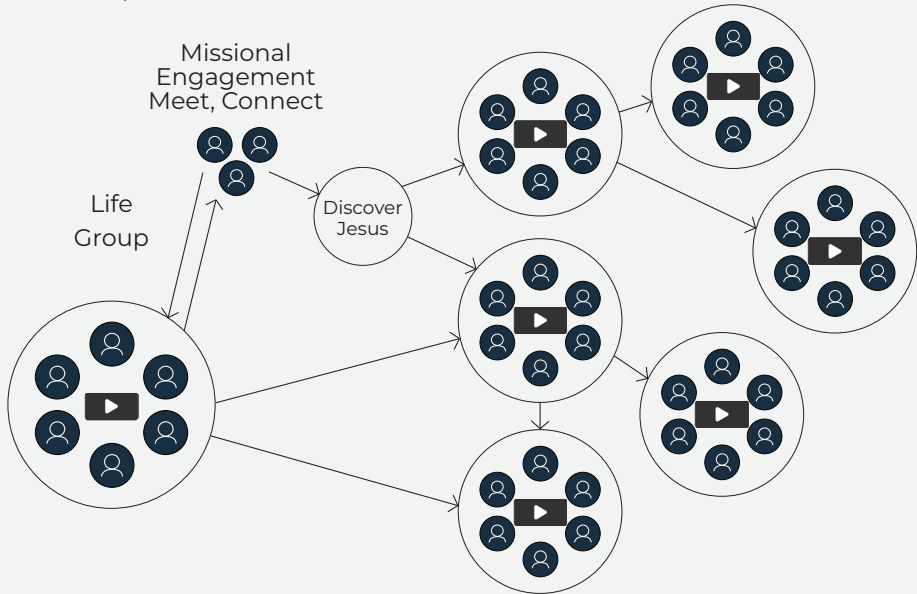 Missional
Engagement
Meet, Connect
Life
Group
Discover
Jesus